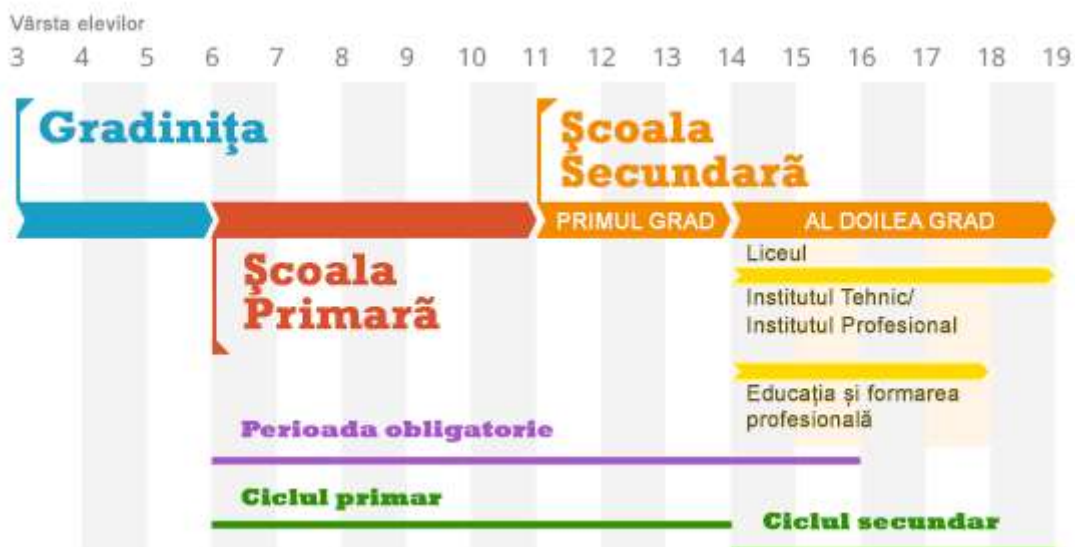 Vârsta elevilor
3 4 5 6 7 8 9 10 11 12 13 14 15 16 17 18 19
Gradiniţa
Şcoala
Secundarã
PRIMUL GRAD
AL DOILEA GRAD
Şcoala
Primarã
Liceul
Institutul Tehnic/
Institutul Profesional
Educația și formarea
profesională
Perioada obligatorie
Ciclul primar
Ciclul secundar